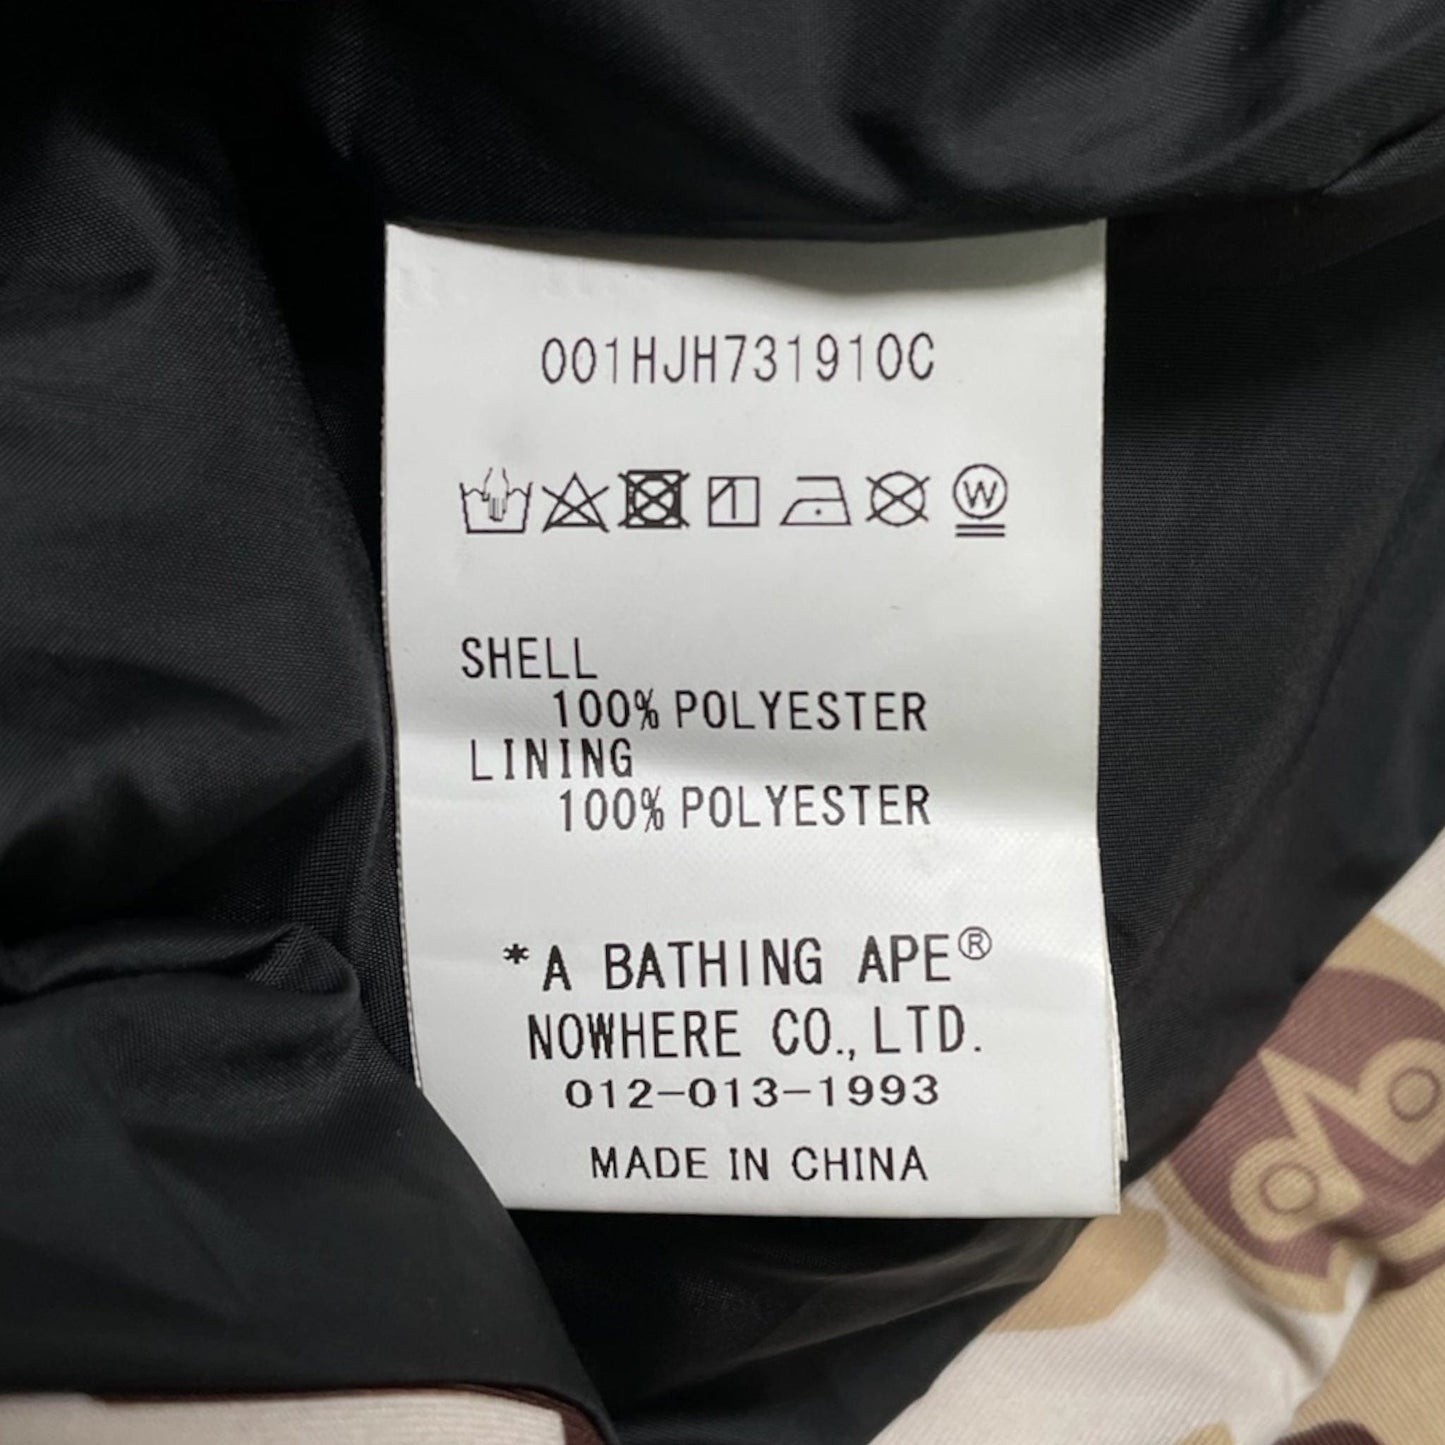 001HJH731910C
W
SHELL
100% POLYESTER
LINING
100% POLYESTER
*A BATHING APE®
NOWHERE CO.,LTD.
012-013-1993
MADE IN CHINA